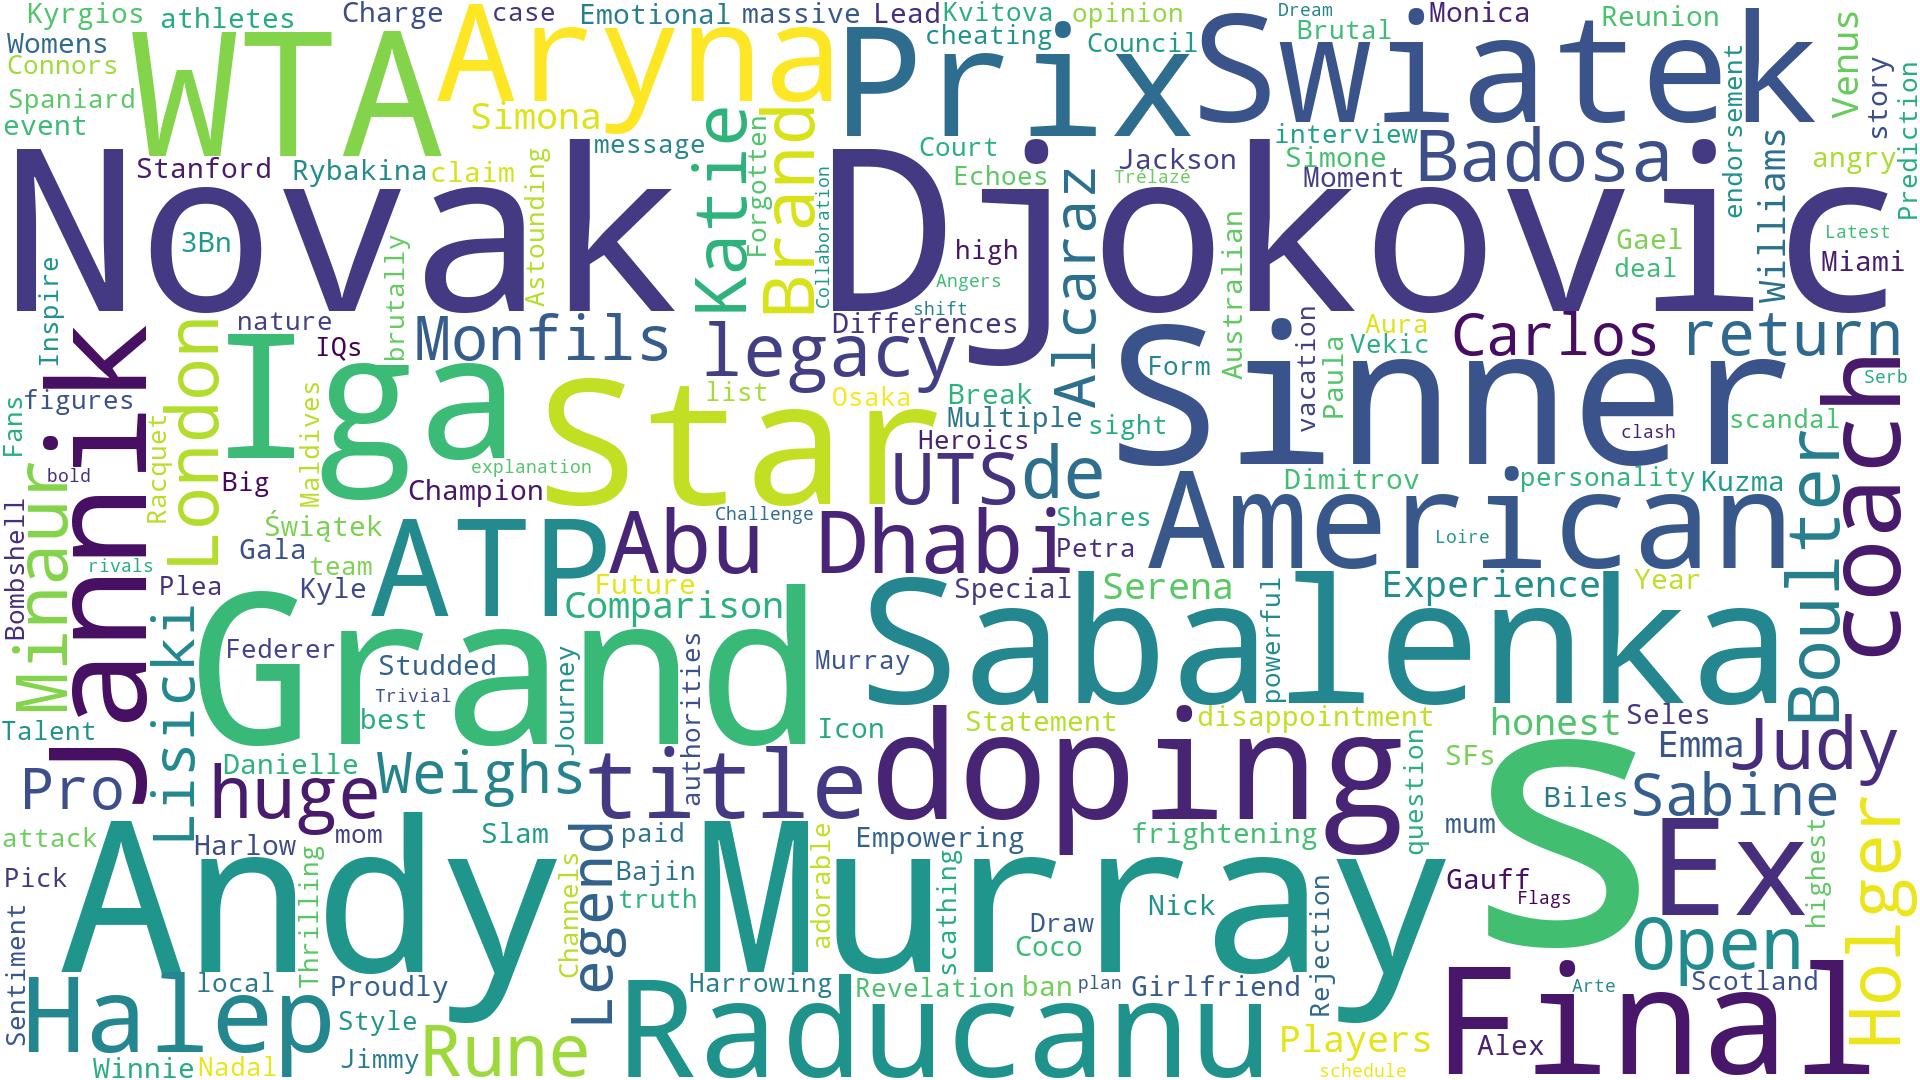 Kyrgios
athletes
Charge
case
Emotional
massive
Lead
Kvitova
opinion
Dream
Monica
Reunion
Womens
WTA
Aryna
Prix
cheating
Council
Swiatek
Brutal
Venus
story
Prediction
Connors
Spaniard
event
Simona
Katie
Brand
Forgotten
message
Court
interview
Simone
Badosa
endorsement
Williams
angry
Stanford
Rybakina
claim
Astounding
Collaboration
Echoes
Jackson
Trélazé
Moment
Novak Djokovic
3Bn
brutally
high
Angers
shift
Alcaraz
Australian
Gael
deal
Latest
Miami
Inspire
nature
IQs
Monfils
legacy
Differences
Form
vacation
Aura
Vekic
Paula
Carlos
return
Serb
coach
Fans
figures
Jannik
London
Iga
Maldives
Star
list
Osaka
Break
Multiple
Heroics
sight
Sinner
clash
scandal
Racquet
bold
Big
explanation
Champion
UTS
de
Dimitrov
personality
Kuzma
Boulter
Minaur
Bombshell
rivals
Świątek
Gala
team
ATP
Abu Dhabi
Challenge
Shares
Petra
American
Loire
Plea
Kyle
Future
Comparison
Special
Serena
powerful
Experience
Year
Lisicki
Grand
Federer
Studded
Trivial
best
Journey
authorities
Murray
Sabalenka
Talent
Icon
Statement
disappointment
honest
Seles
Emma
Judy
Pro
Danielle
huge
Weighs
title
doping
question
SFs
S
Biles
Sabine
attack
Harlow
mom
Slam
Legend
paid
Empowering
frightening
mum
Ex
highest
Holger
Pick
Andy Murray
Thrilling
Channels
Bajin
truth
adorable
scathing
Draw
Coco
Nick
Rejection
Gauff
Flags
Open
Sentiment
Halep
local
Proudly
Style
Jimmy
Winnie
Nadal
Rune
Harrowing
Raducanu
Revelation
ban
plan
Girlfriend
Players
schedule
Final
Alex
Arte
Scotland